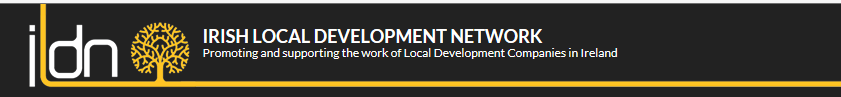 ildn
IRISH LOCAL DEVELOPMENT NETWORK
Promoting and supporting the work of Local Development Companies in Ireland